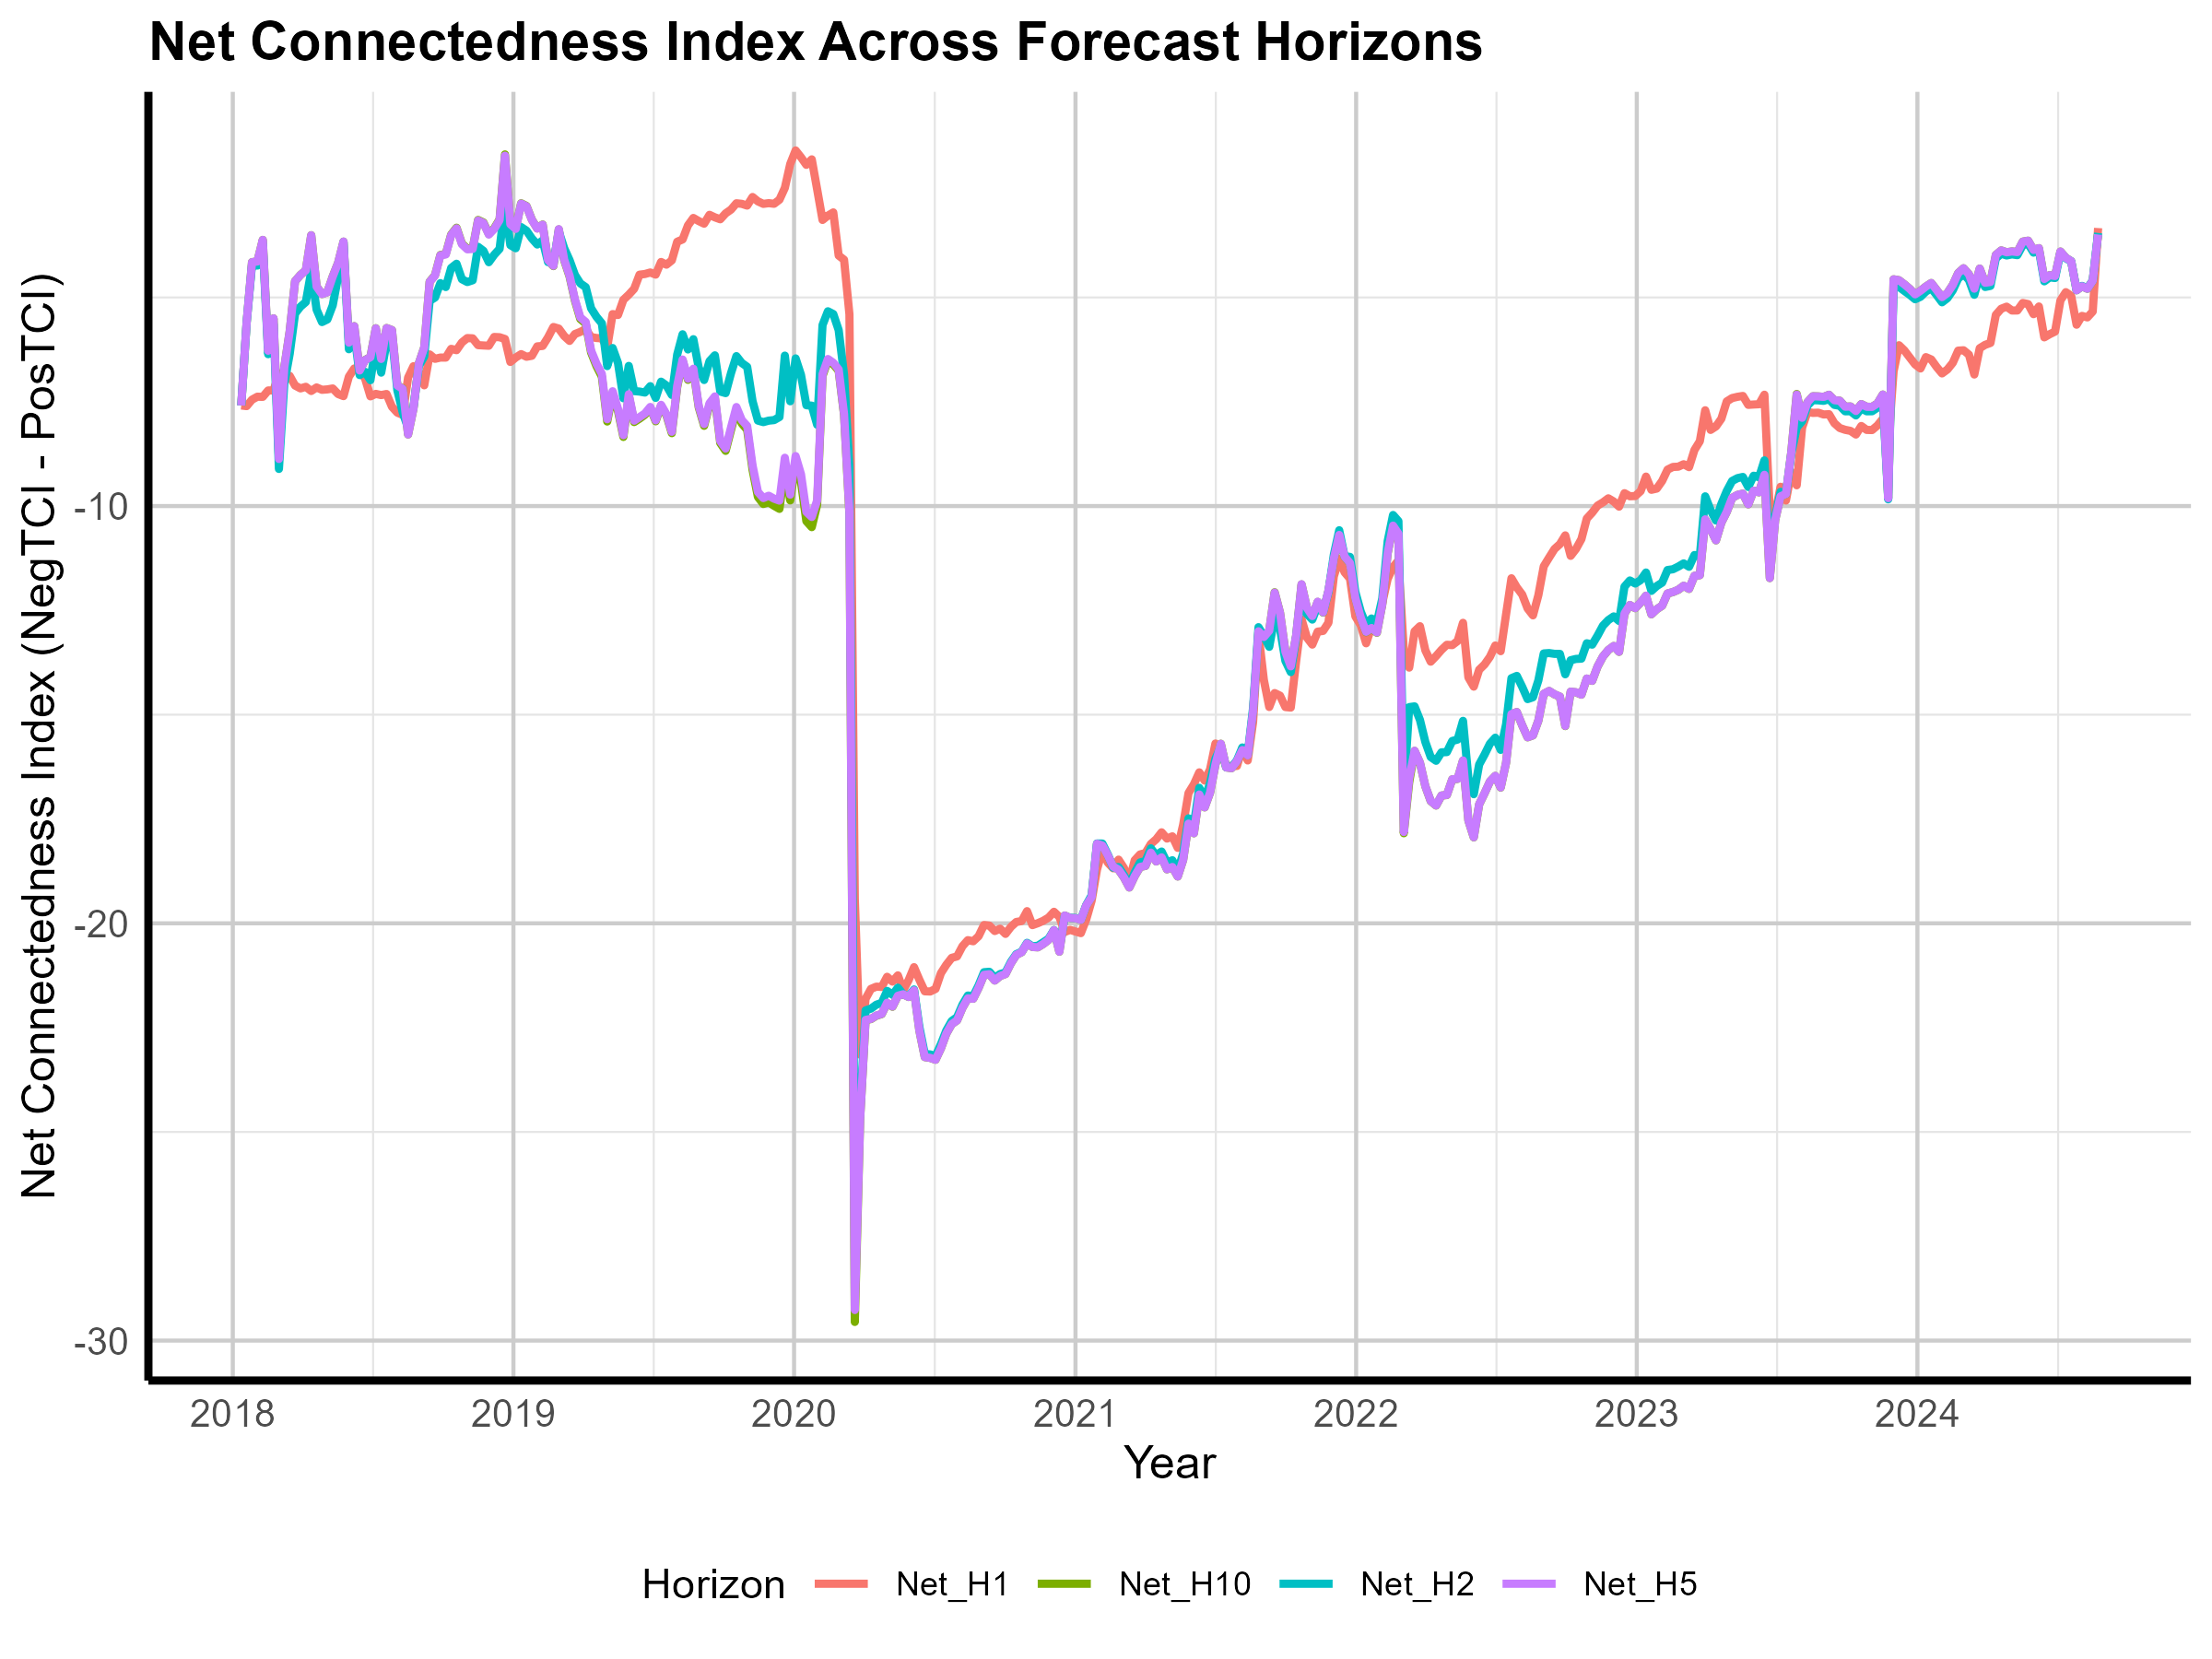 Net Connectedness Index Across Forecast Horizons
Net Connectedness Index (NegTCI - PosTCI)
-10
-20
-30
2018 2019 2020 2021 2022 2023 2024
Year
Horizon Net_H1 Net_H10 Net_H2 Net_H5